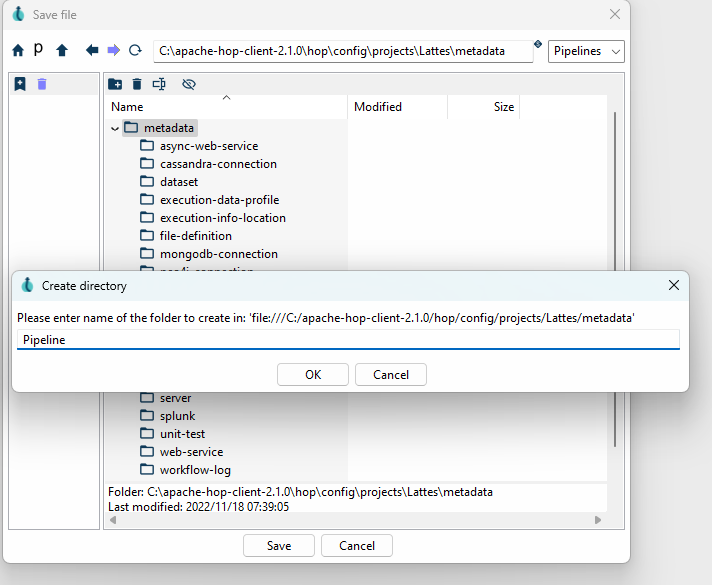 Save file
p
C:\apache-hop-client-2.1.0\hop\config\projects\Lattes\metadata
Pipelines
Name
Modified
Size
metadata
async-web-service
cassandra-connection
dataset
execution-data-profile
execution-info-location
file-definition
mongodb-connection
Create directory
Please enter name of the folder to create in: 'file:///C:/apache-hop-client-2.1.0/hop/config/projects/Lattes/metadata'
Pipeline
OK
Cancel
server
splunk
unit-test
web-service
workflow-log
Folder: C:\apache-hop-client-2.1.0\hop\config\projects\Lattes\metadata
Last modified: 2022/11/18 07:39:05
Save
Cancel